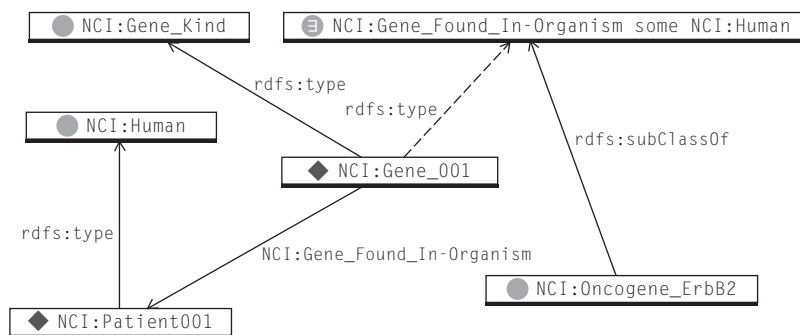 NCI:Gene_Kind
∃ NCI:Gene_Found_In-Organism some NCI:Human
rdfs:type
rdfs:type
NCI:Human
rdfs:subClassOf
NCI:Gene_001
rdfs:type
NCI:Gene_Found_In-Organism
NCI:Oncogene_ErbB2
NCI:Patient001